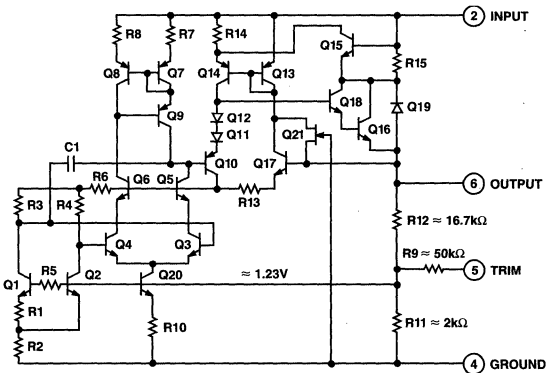 2 INPUT
R8 R7 R14 Q15
R15
Q8 Q7 Q14 Q13
Q18 Q19
Q9 Q12
Q11 Q21 Q16
C1 Q10 Q17
R6 Q6 Q5 6 OUTPUT
R3 R4 R13
R12 ≈ 16.7kΩ
Q4 Q3
R9 ≈ 50kΩ
Q1 R5 Q2 Q20 ≈ 1.23V 5 TRIM
R1
R10 R11 ≈ 2kΩ
R2
4 GROUND